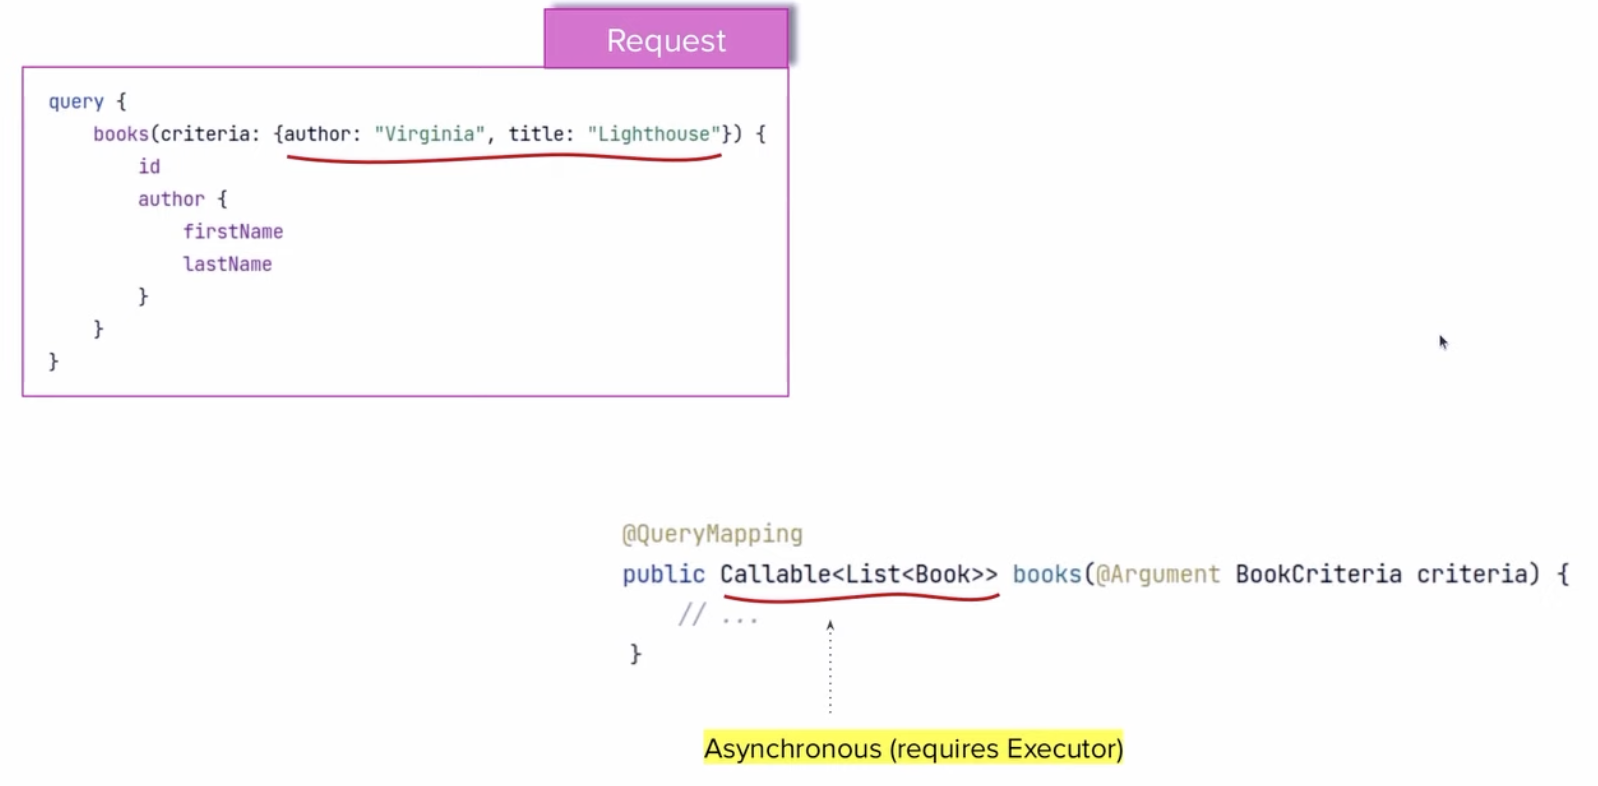 Request
query {
books(criteria: {author: "Virginia", title: "Lighthouse"}) {
id
author {
firstName
lastName
}
}
}
@QueryMapping
public Callable<List<Book>> books(@Argument BookCriteria criteria) {
// ...
}
Asynchronous (requires Executor)